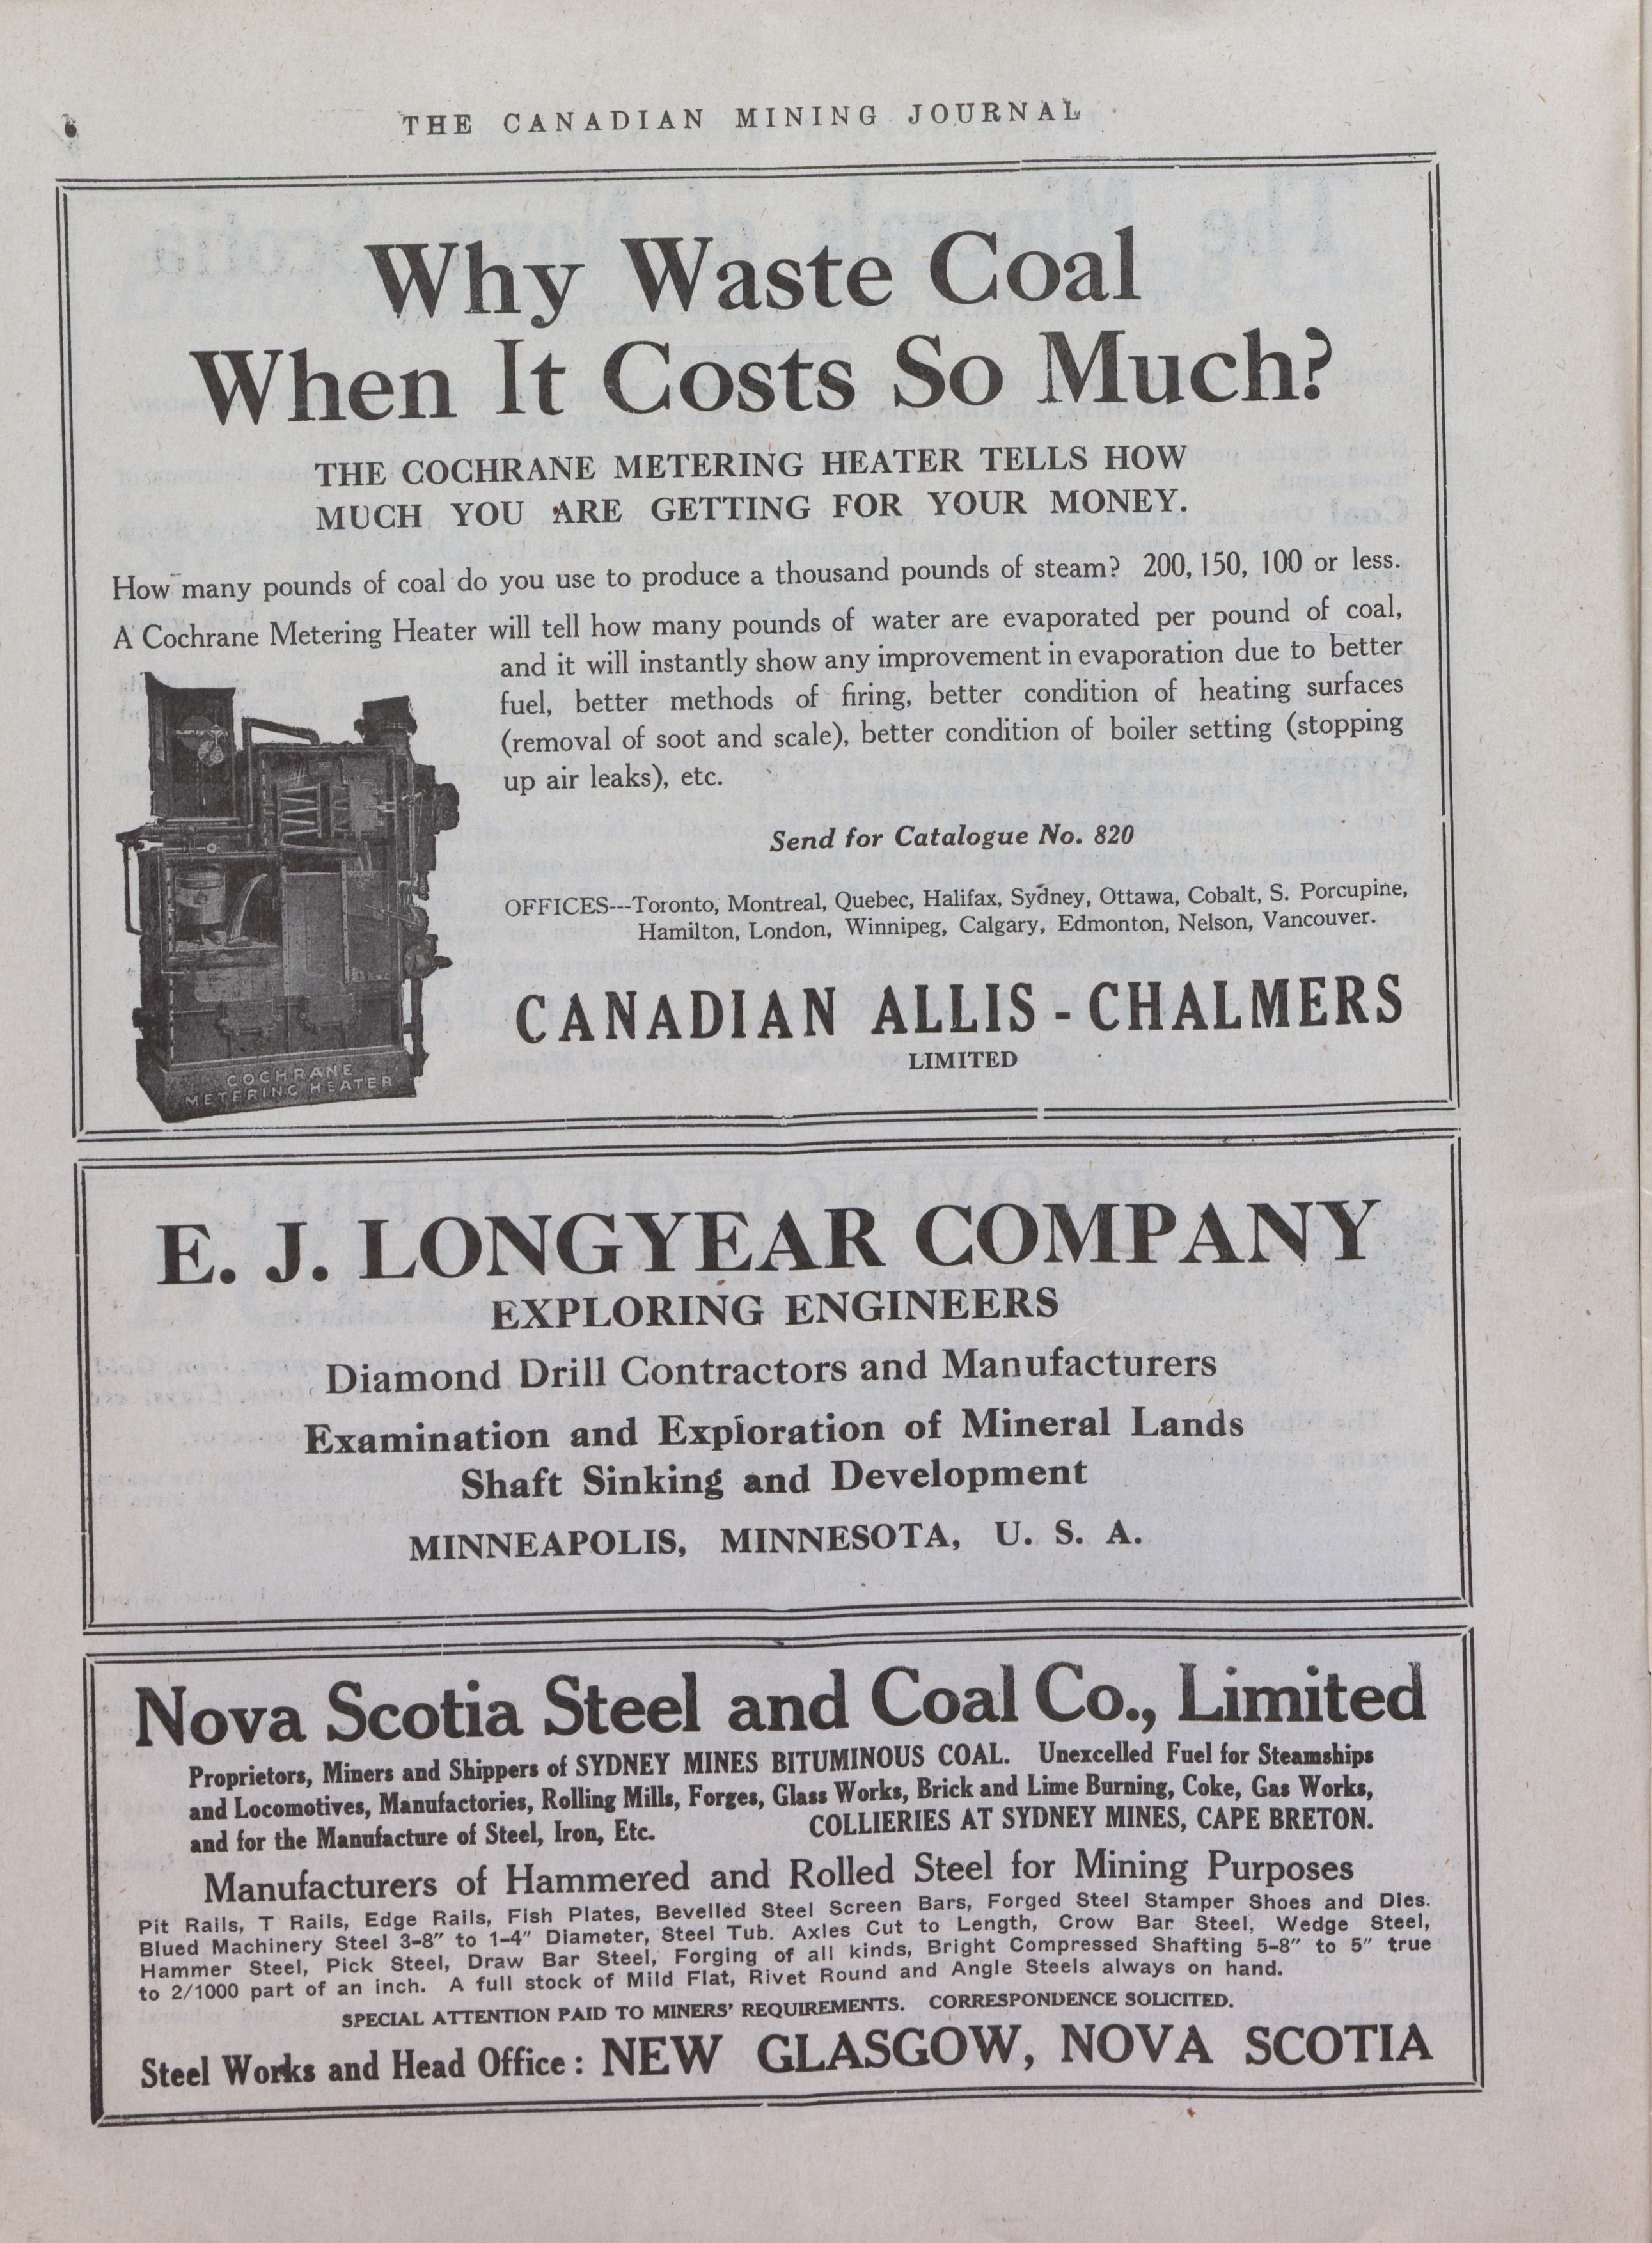 6
THE CANADIAN MINING JOURNAL
Why Waste Coal
When It Costs So Much?
THE COCHRANE METERING HEATER TELLS HOW
MUCH YOU ARE GETTING FOR YOUR MONEY.
How many pounds of coal do you use to produce a thousand pounds of steam? 200, 150, 100 or less.
A Cochrane Metering Heater will tell how many pounds of water are evaporated per pound of coal,
and it will instantly show any improvement in evaporation due to better
fuel, better methods of firing, better condition of heating surfaces
(removal of soot and scale), better condition of boiler setting (stopping
up air leaks), etc.
Send for Catalogue No. 820
OFFICES---Toronto, Montreal, Quebec, Halifax, Sydney, Ottawa, Cobalt, S. Porcupine,
Hamilton, London, Winnipeg, Calgary, Edmonton, Nelson, Vancouver.
CANADIAN ALLIS - CHALMERS
LIMITED
COCHRANE
METERING HEATER
E. J. LONGYEAR COMPANY
EXPLORING ENGINEERS
Diamond Drill Contractors and Manufacturers
Examination and Exploration of Mineral Lands
Shaft Sinking and Development
MINNEAPOLIS, MINNESOTA, U. S. A.
Nova Scotia Steel and Coal Co., Limited
Proprietors, Miners and Shippers of SYDNEY MINES BITUMINOUS COAL. Unexcelled Fuel for Steamships
and Locomotives, Manufactories, Rolling Mills, Forges, Glass Works, Brick and Lime Burning, Coke, Gas Works,
and for the Manufacture of Steel, Iron, Etc. COLLIERIES AT SYDNEY MINES, CAPE BRETON.
Manufacturers of Hammered and Rolled Steel for Mining Purposes
Pit Rails, T Rails, Edge Rails, Fish Plates, Bevelled Steel Screen Bars, Forged Steel Stamper Shoes and Dies.
Blued Machinery Steel 3-8″ to 1-4″ Diameter, Steel Tub. Axles Cut to Length, Crow Bar Steel, Wedge Steel,
Hammer Steel, Pick Steel, Draw Bar Steel, Forging of all kinds, Bright Compressed Shafting 5-8″ to 5″ true
to 2/1000 part of an inch. A full stock of Mild Flat, Rivet Round and Angle Steels always on hand.
SPECIAL ATTENTION PAID TO MINERS' REQUIREMENTS. CORRESPONDENCE SOLICITED.
Steel Works and Head Office: NEW GLASGOW, NOVA SCOTIA